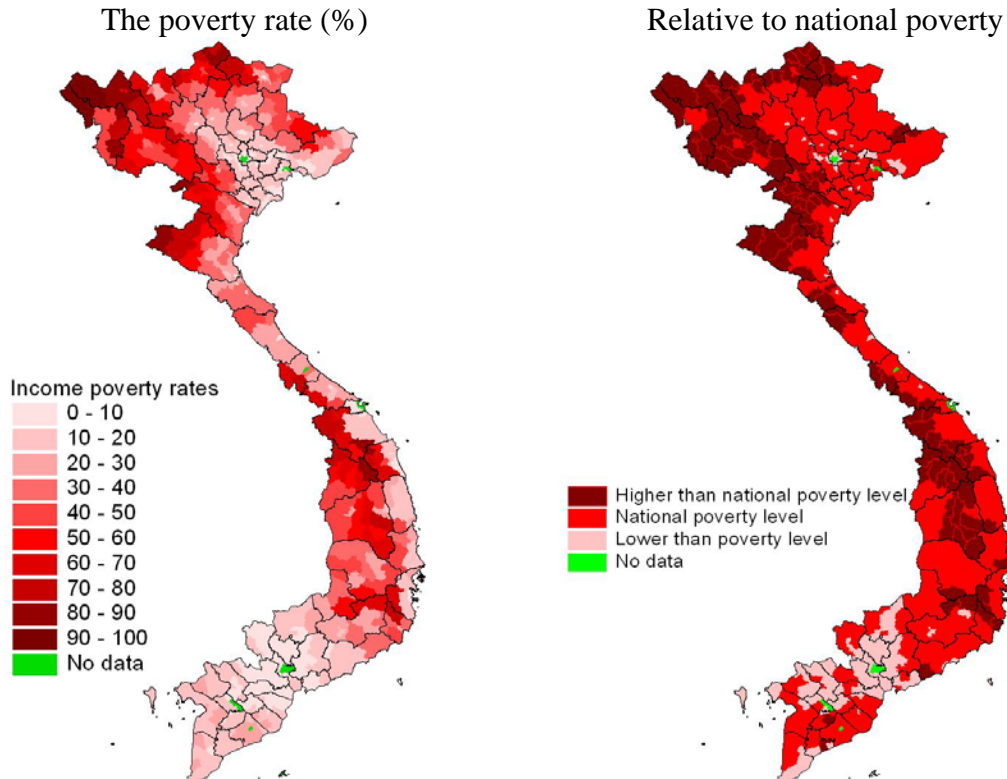 The poverty rate (%)
Relative to national poverty
Income poverty rates
0 - 10
10 - 20
20 - 30
30 - 40
40 - 50
50 - 60
60 - 70
70 - 80
80 - 90
90 - 100
No data
Higher than national poverty level
National poverty level
Lower than poverty level
No data